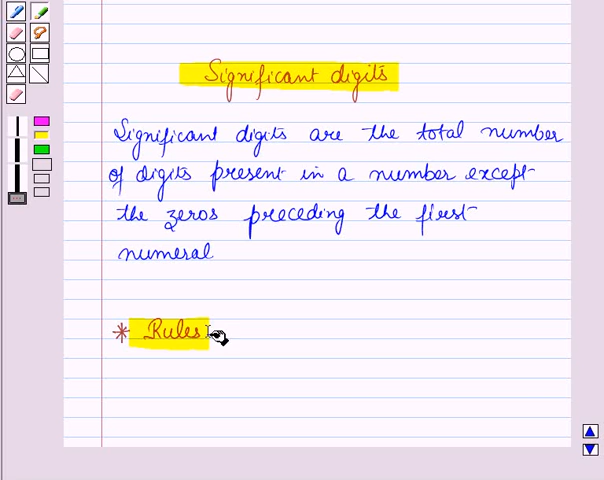 Significant digits
Significant digits are the total number
of digits present in a number except
the zeros preceding the first
numeral
* Rules